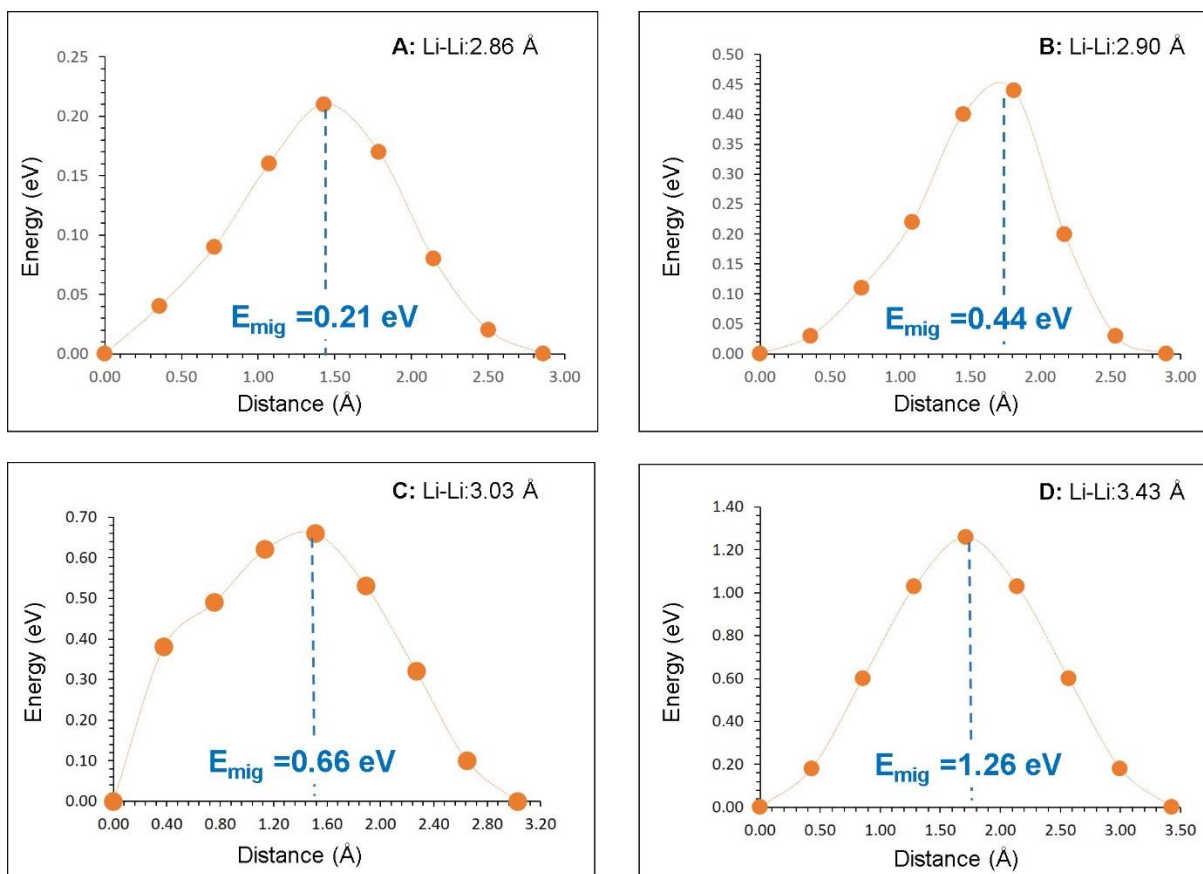 A: Li-Li:2.86 Å
0.25
0.20
0.15
0.10
0.05
0.00
Energy (eV)
E_mig =0.21 eV
0.00 0.50 1.00 1.50 2.00 2.50 3.00
Distance (Å)
B: Li-Li:2.90 Å
0.50
0.45
0.40
0.35
0.30
0.25
0.20
0.15
0.10
0.05
0.00
Energy (eV)
E_mig =0.44 eV
0.00 0.50 1.00 1.50 2.00 2.50 3.00
Distance (Å)
C: Li-Li:3.03 Å
0.70
0.60
0.50
0.40
0.30
0.20
0.10
0.00
Energy (eV)
E_mig =0.66 eV
0.00 0.40 0.80 1.20 1.60 2.00 2.40 2.80 3.20
Distance (Å)
D: Li-Li:3.43 Å
1.40
1.20
1.00
0.80
0.60
0.40
0.20
0.00
Energy (eV)
E_mig =1.26 eV
0.00 0.50 1.00 1.50 2.00 2.50 3.00 3.50
Distance (Å)